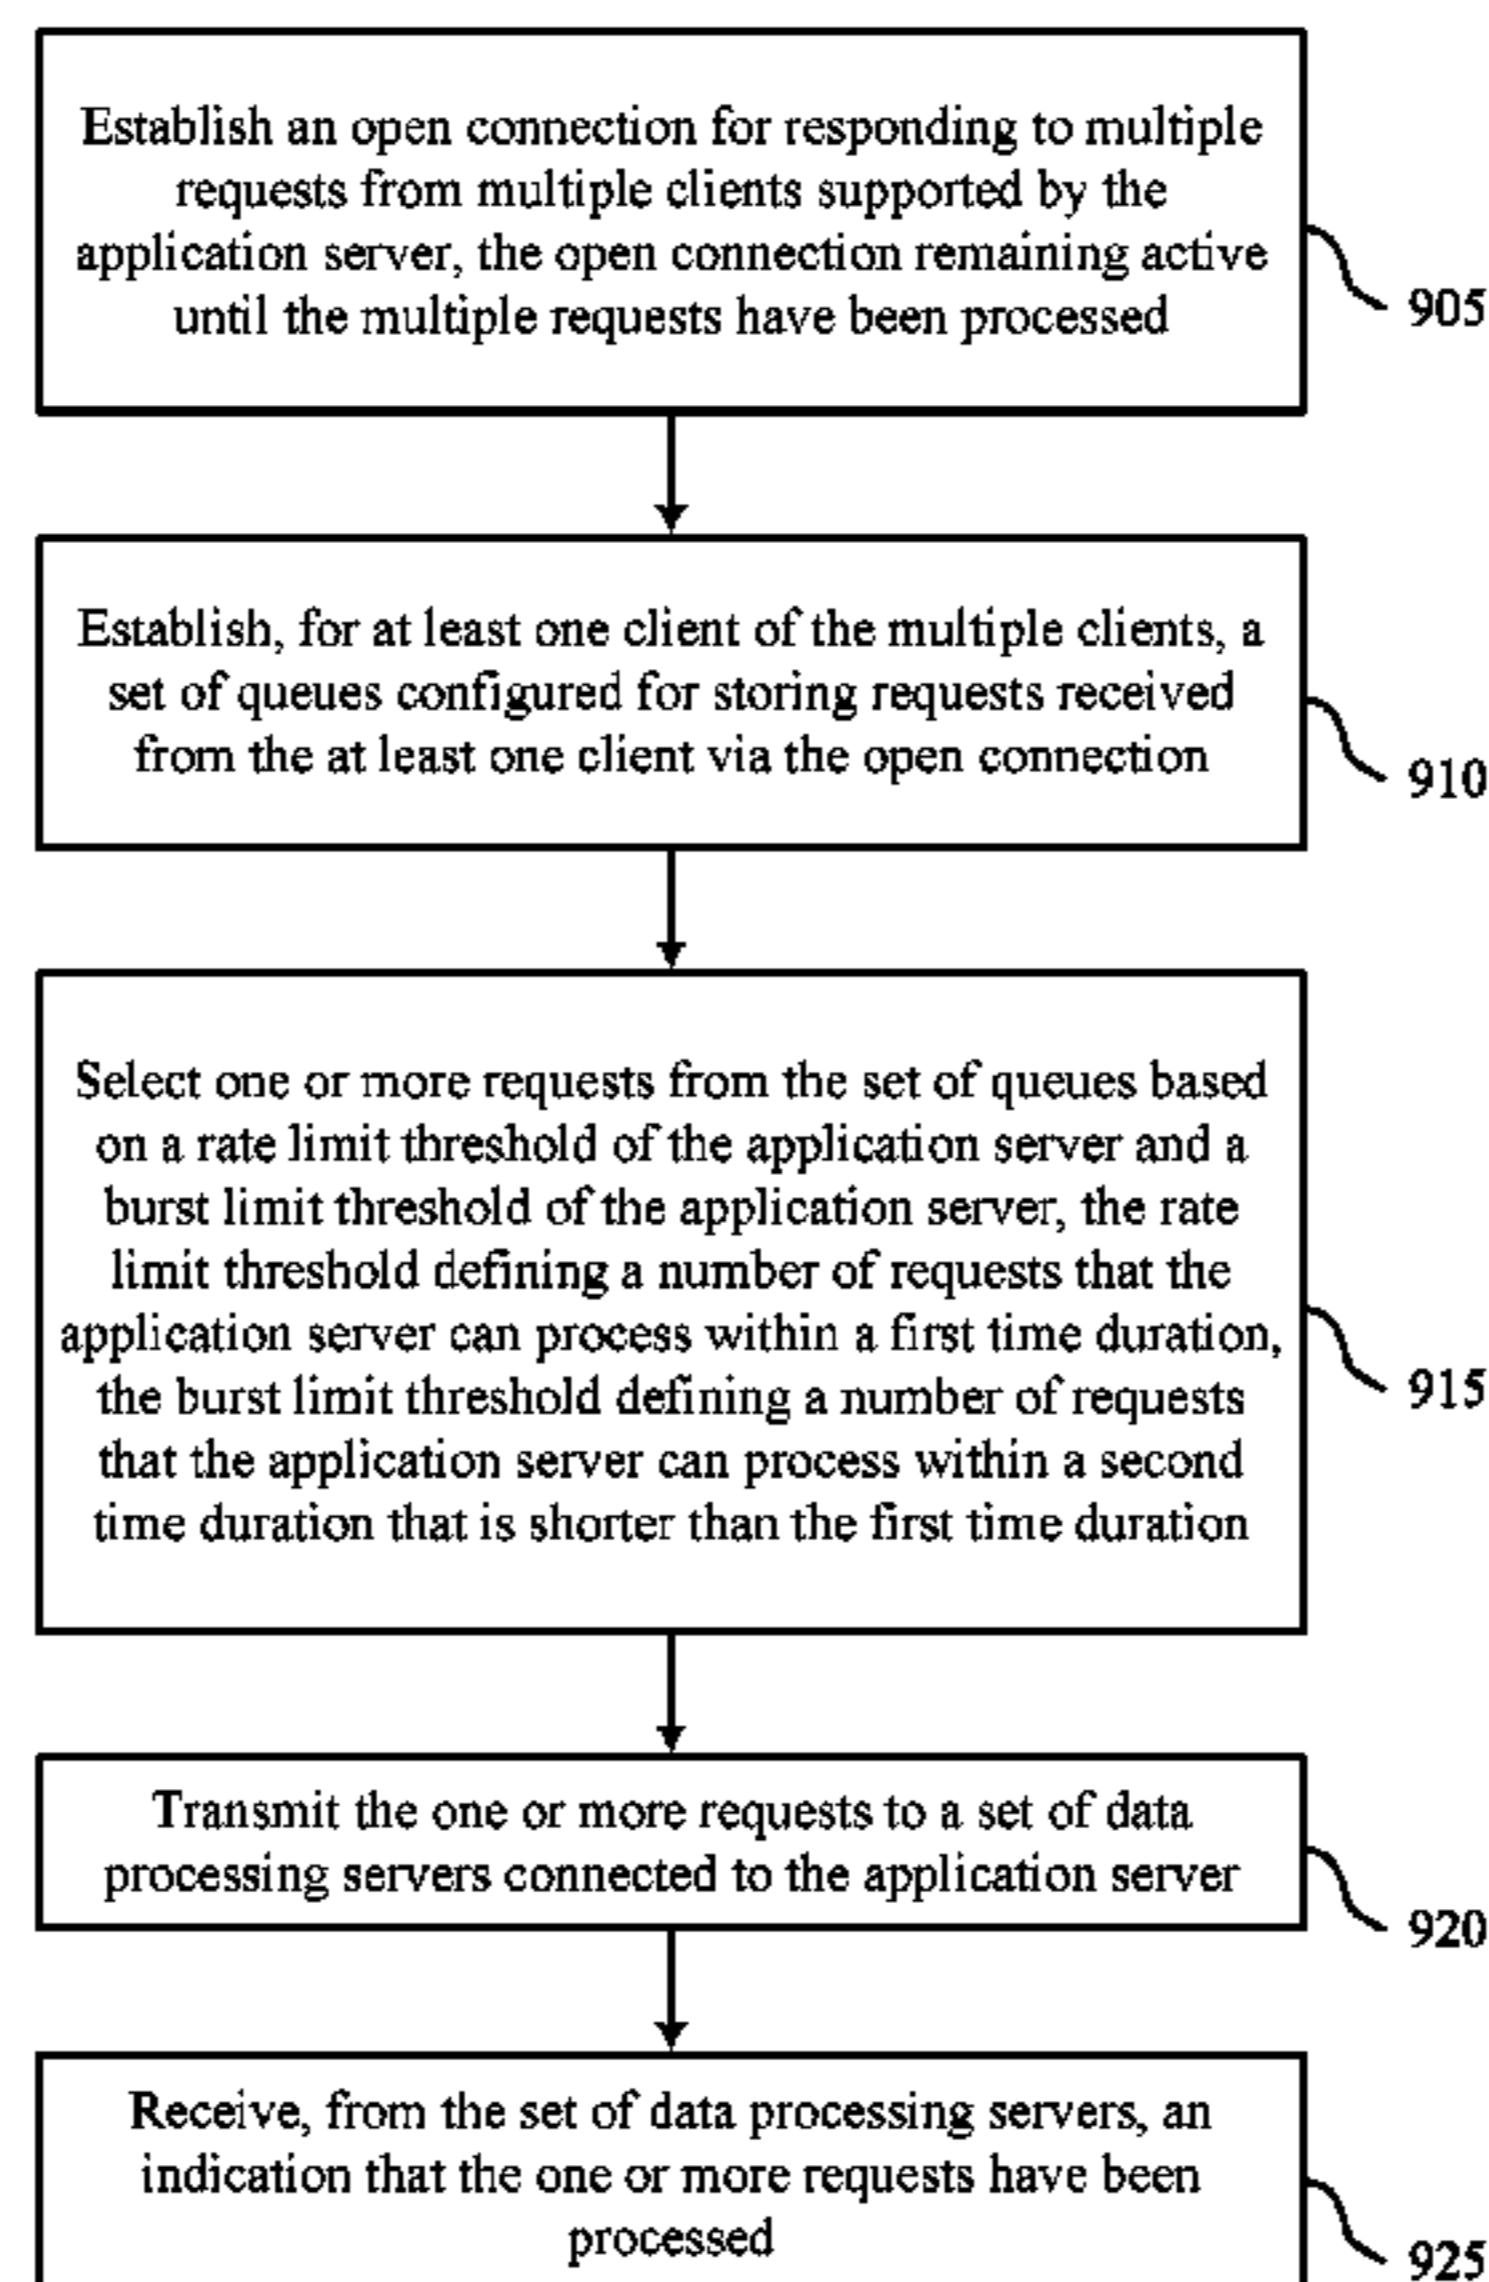 Establish an open connection for responding to multiple
requests from multiple clients supported by the
application server, the open connection remaining active
until the multiple requests have been processed
905
Establish, for at least one client of the multiple clients, a
set of queues configured for storing requests received
from the at least one client via the open connection
910
Select one or more requests from the set of queues based
on a rate limit threshold of the application server and a
burst limit threshold of the application server, the rate
limit threshold defining a number of requests that the
application server can process within a first time duration,
the burst limit threshold defining a number of requests
that the application server can process within a second
time duration that is shorter than the first time duration
915
Transmit the one or more requests to a set of data
processing servers connected to the application server
920
Receive, from the set of data processing servers, an
indication that the one or more requests have been
processed
925